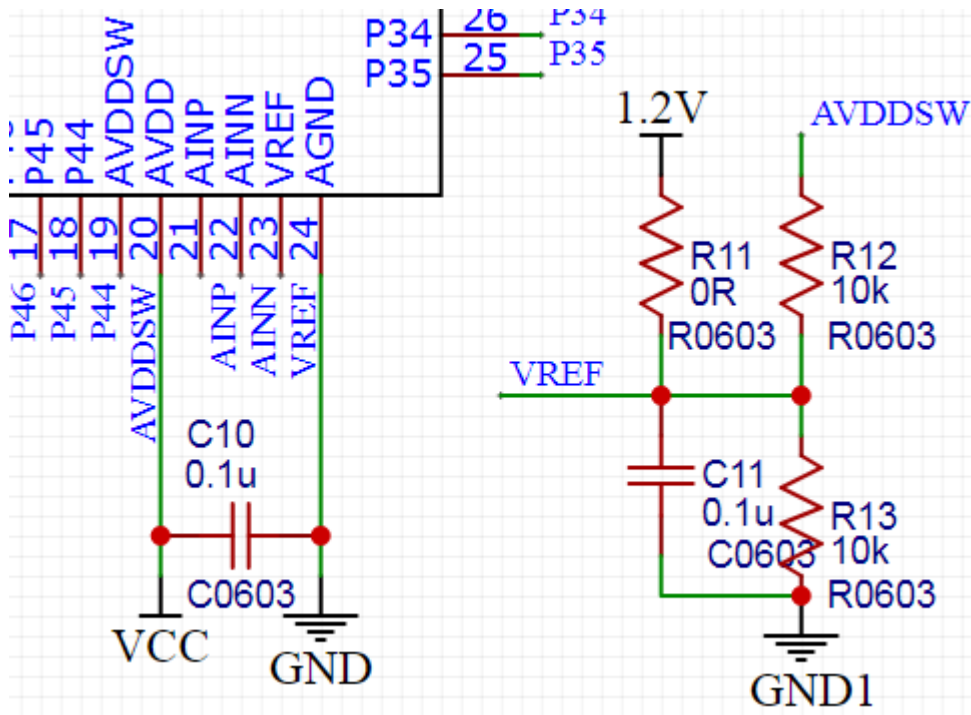 P34 26 P34
P35 25 P35
P45
P44
AVDDSW
AVDD
AINP
AINN
VREF
AGND
17
18
19
20
21
22
23
24
P46
P45
P44
AVDDSW
AINP
AINN
VREF
C10
0.1u
C0603
VCC
GND
1.2V
AVDDSW
R11
0R
R0603
R12
10k
R0603
VREF
C11
0.1u
C0603
R13
10k
R0603
GND1